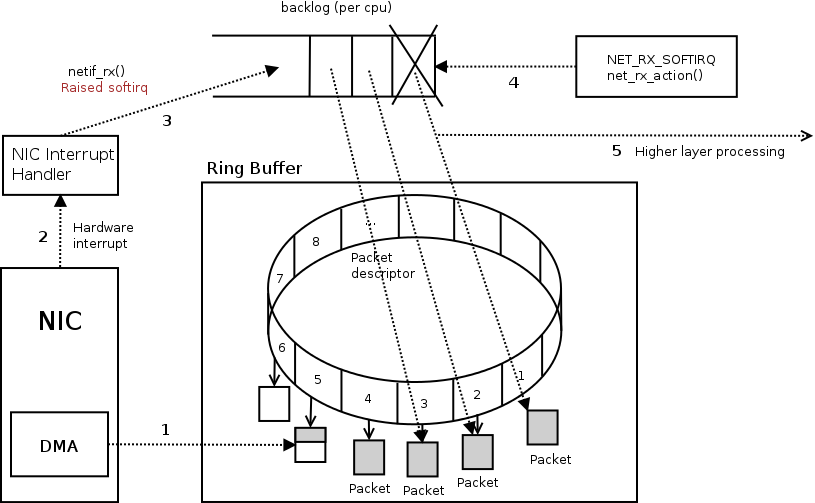 backlog (per cpu)
netif_rx()
Raised softirq
3
NET_RX_SOFTIRQ
net_rx_action()
4
5 Higher layer processing
NIC Interrupt
Handler
Ring Buffer
2
Hardware
interrupt
8
...
7
Packet
descriptor
NIC
6
5
4
3
2
1
1
DMA
Packet
Packet
Packet
Packet